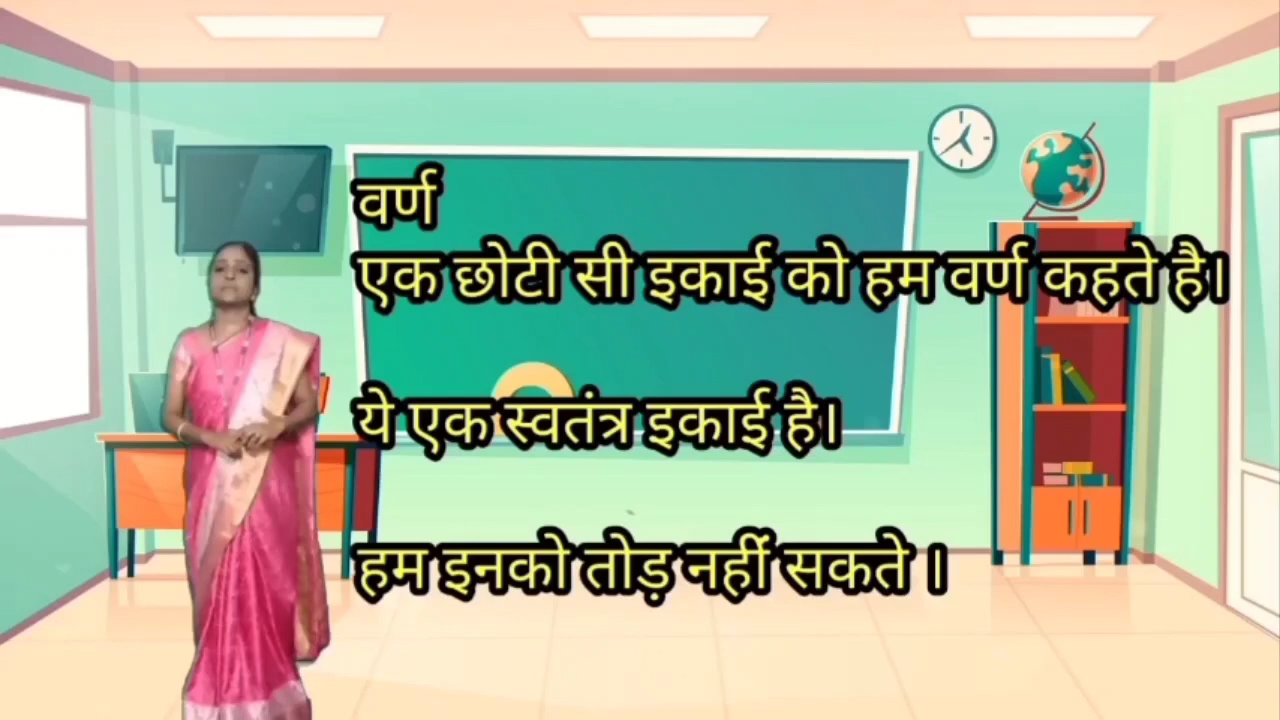 वर्ण
एक छोटी सी इकाई को हम वर्ण कहते है।
ये एक स्वतंत्र इकाई है।
हम इनको तोड़ नहीं सकते ।